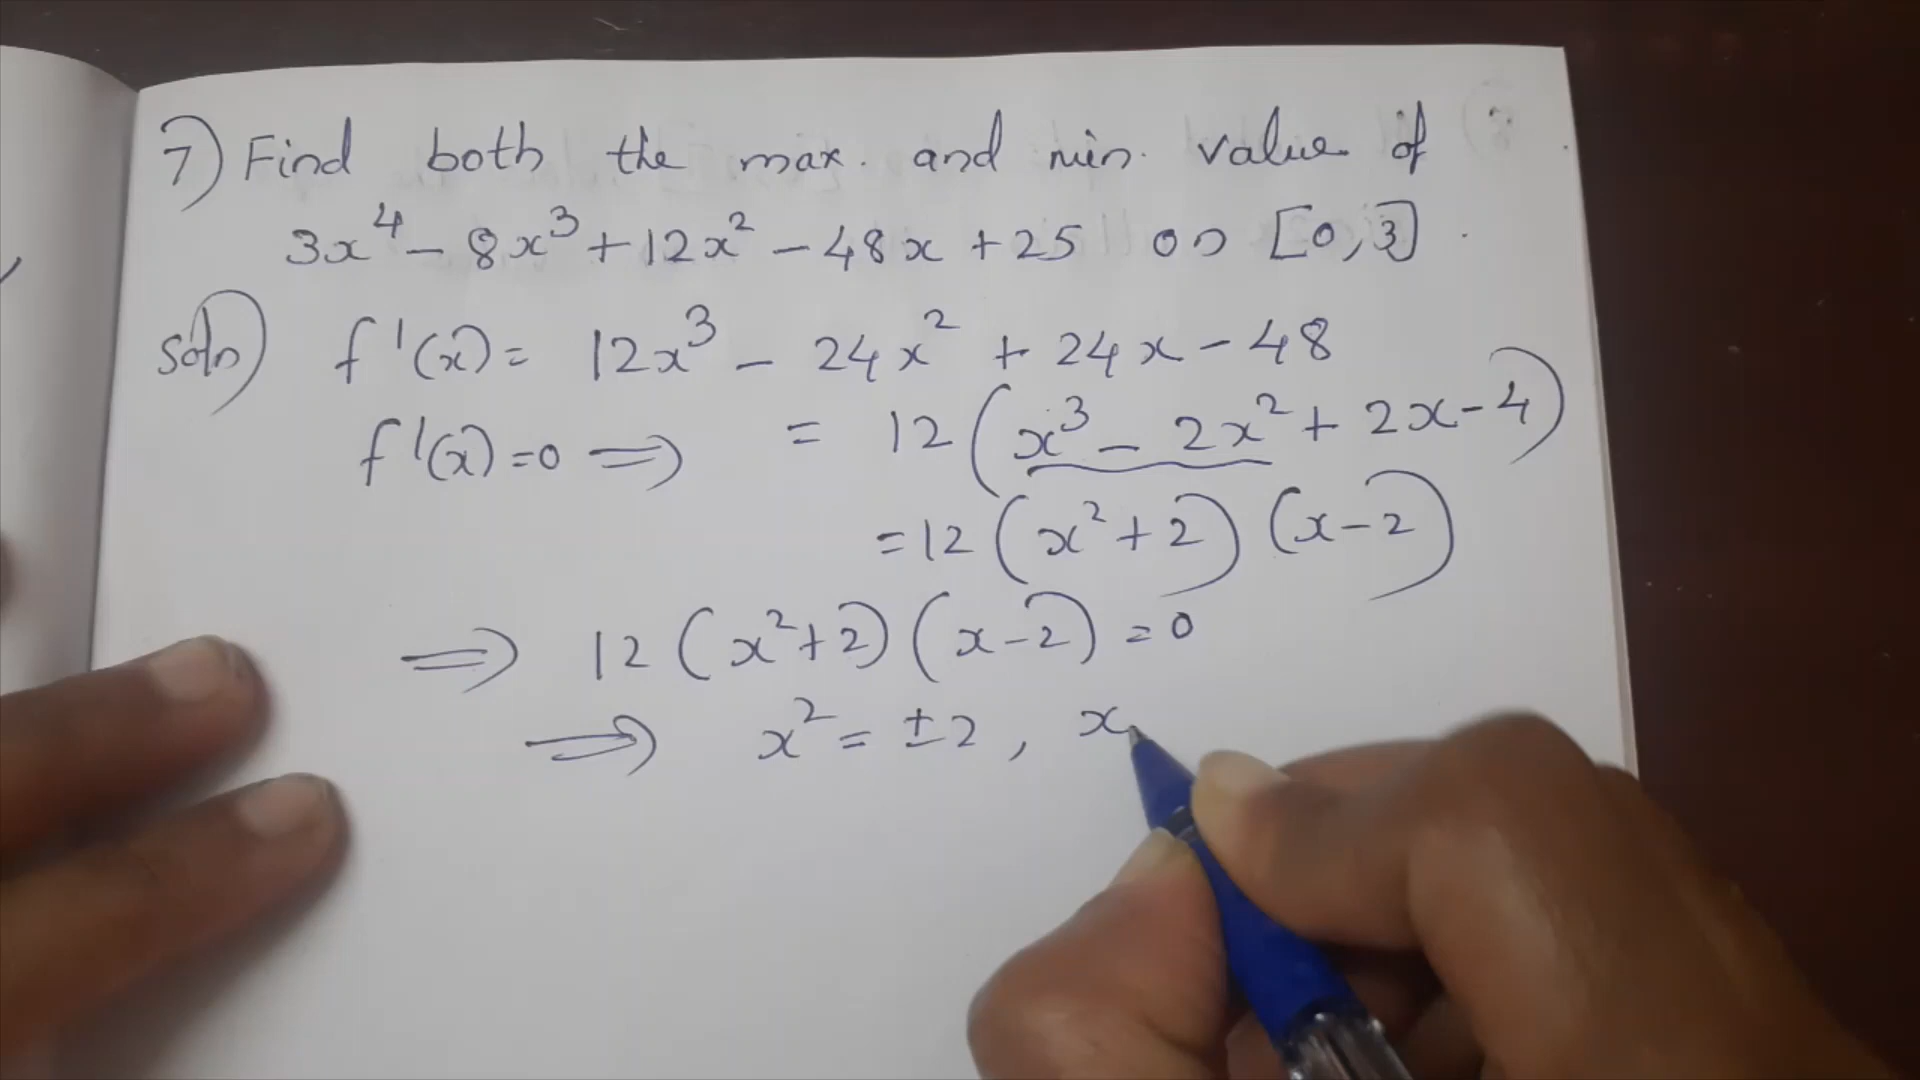 7) Find both the max. and min. value of
3x⁴ - 8x³ + 12x² - 48x + 25 on [0,3].
soln) f'(x) = 12x³ - 24x² + 24x - 48
f'(x) = 0 ⟹ = 12(x³ - 2x² + 2x - 4)
= 12(x² + 2)(x - 2)
⟹ 12(x² + 2)(x - 2) = 0
⟹ x² = ±2, x